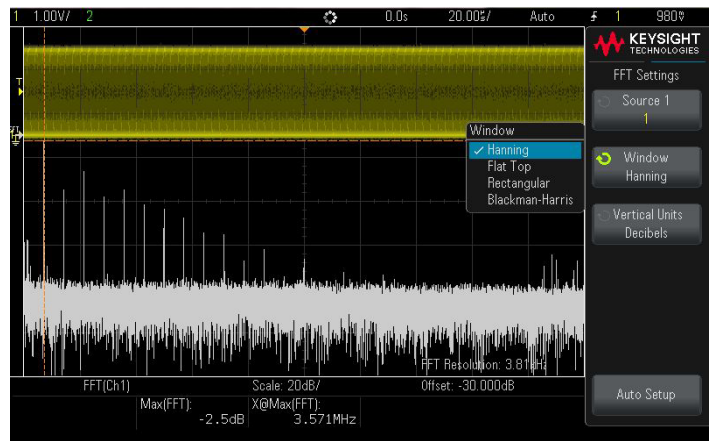 1 1.00V/ 2 0.0s 20.00µ/ Auto 1 980
KEYSIGHT
TECHNOLOGIES
FFT Settings
Source 1
1
Window
Hanning
Flat Top
Rectangular
Blackman-Harris
Window
Hanning
Vertical Units
Decibels
FFT Resolution: 3.81kHz
FFT(Ch1) Scale: 20dB/ Offset: -30.000dB
Max(FFT): X@Max(FFT):
-2.5dB 3.571MHz
Auto Setup